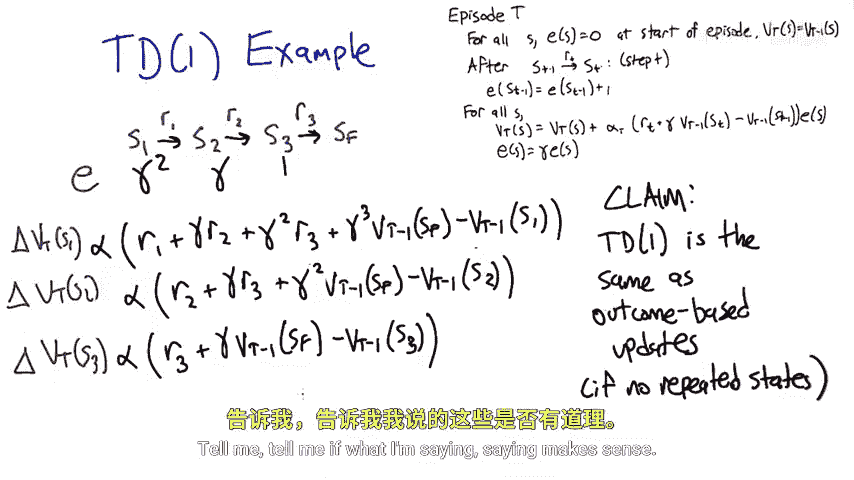 TD(1) Example
s₁ →r₁ s₂ →r₂ s₃ →r₃ sF
e γ² γ 1
ΔVT(s₁) α (r₁ + γr₂ + γ²r₃ + γ³VT-1(sF) - VT-1(s₁))
ΔVT(s₂) α (r₂ + γr₃ + γ²VT-1(sF) - VT-1(s₂))
ΔVT(s₃) α (r₃ + γVT-1(sF) - VT-1(s₃))
Episode T
For all s, e(s)=0 at start of episode, VT(s)=VT-1(s)
After st-1 →rt st: (step t)
e(st-1) = e(st-1)+1
For all s,
VT(s) = VT(s) + αT (rt + γ VT-1(st) - VT-1(st-1)) e(s)
e(s) = γe(s)
CLAIM:
TD(1) is the
same as
outcome-based
updates
(if no repeated states)
告诉我，告诉我我说的这些是否有道理。
Tell me, tell me if what I'm saying, saying makes sense.